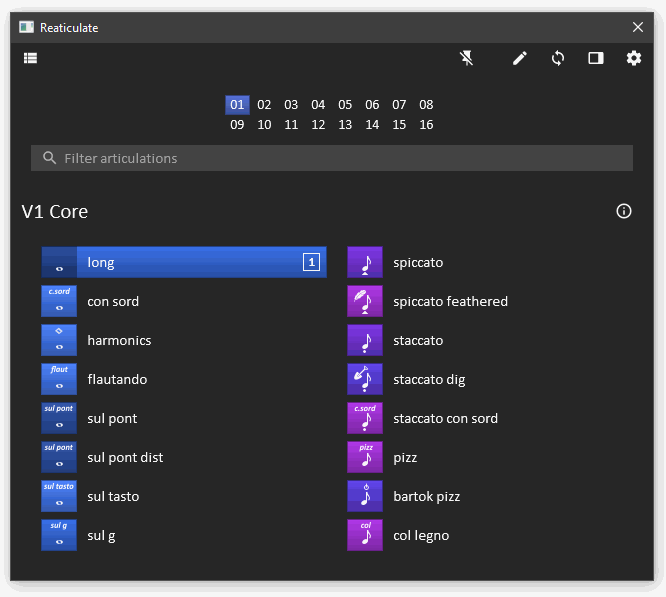 Reaticulate
01 02 03 04 05 06 07 08
09 10 11 12 13 14 15 16
Filter articulations
V1 Core
long 1
c.sord con sord
harmonics
flaut flautando
sul pont sul pont
sul pont sul pont dist
sul tasto sul tasto
sul g sul g
spiccato
spiccato feathered
staccato
staccato dig
c.sord staccato con sord
pizz pizz
bartok pizz
col col legno